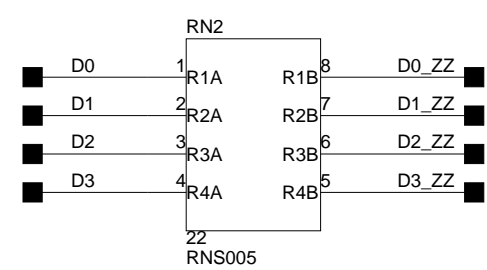 RN2
D0 1 R1A R1B 8 D0_ZZ
D1 2 R2A R2B 7 D1_ZZ
D2 3 R3A R3B 6 D2_ZZ
D3 4 R4A R4B 5 D3_ZZ
22
RNS005